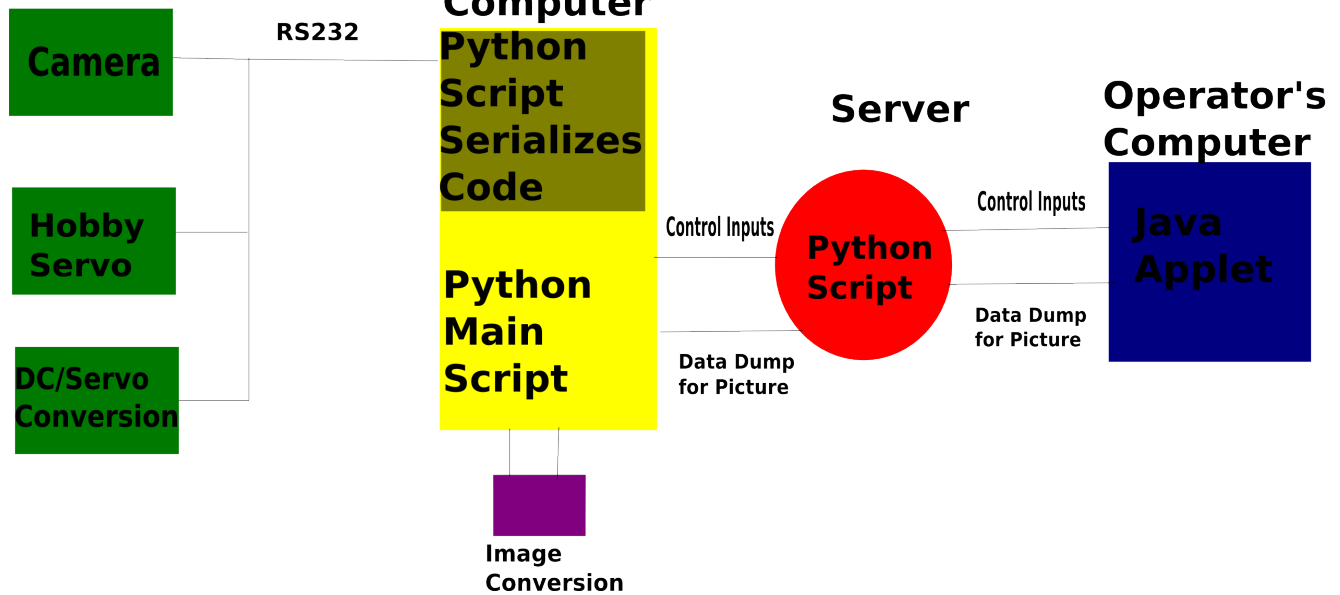 Camera
RS232
Computer
Python
Script
Serializes
Code
Hobby
Servo
DC/Servo
Conversion
Python
Main
Script
Image
Conversion
Control Inputs
Data Dump
for Picture
Server
Python
Script
Control Inputs
Data Dump
for Picture
Operator's
Computer
Java
Applet